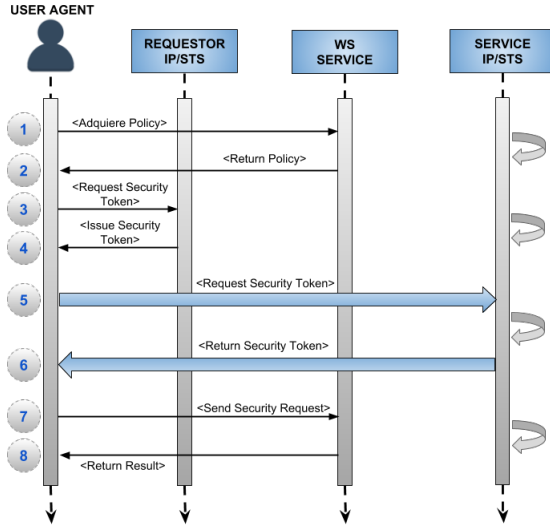 USER AGENT
REQUESTOR
IP/STS
WS
SERVICE
SERVICE
IP/STS
1
<Adquiere Policy>
2
<Return Policy>
3
<Request Security
Token>
4
<Issue Security
Token>
5
<Request Security Token>
6
<Return Security Token>
7
<Send Security Request>
8
<Return Result>